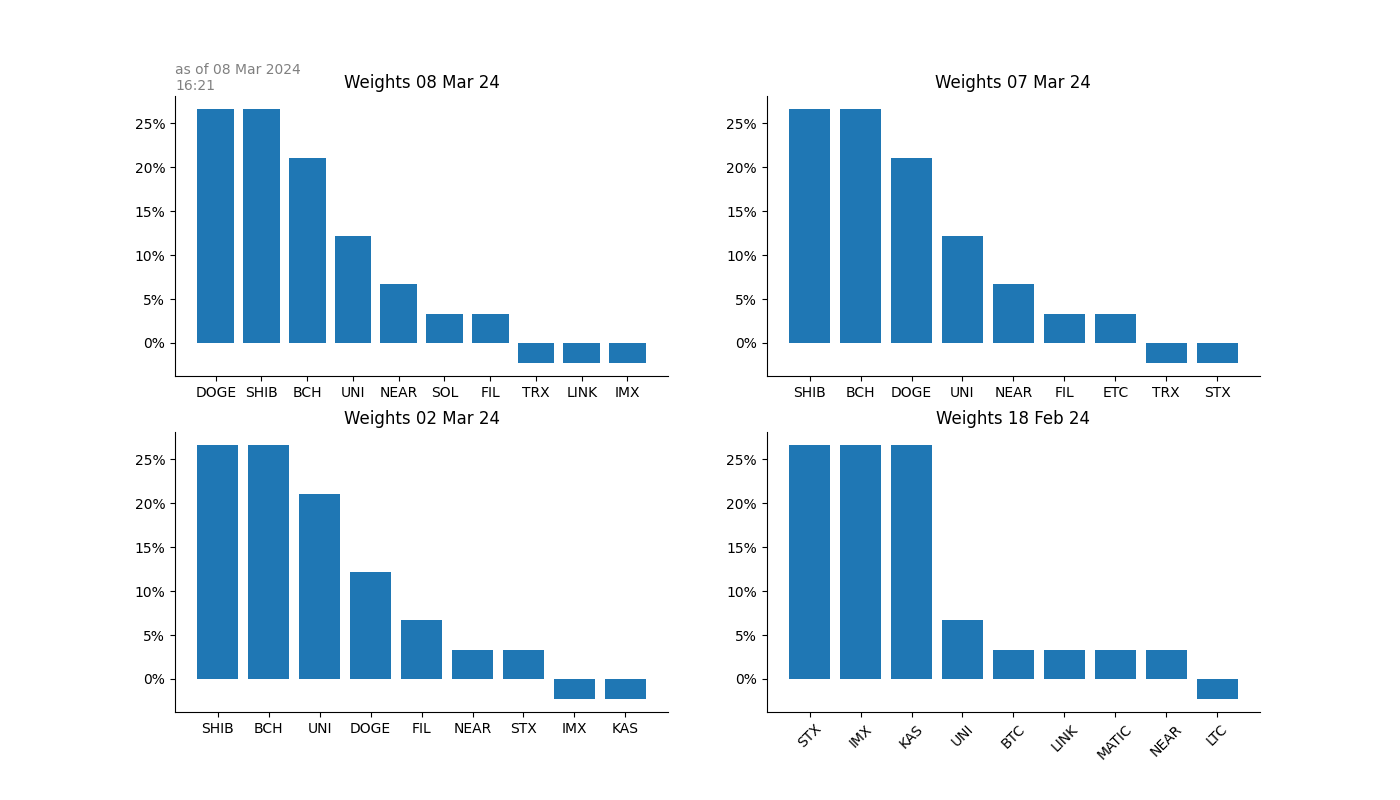 as of 08 Mar 2024
16:21
Weights 08 Mar 24
25%
20%
15%
10%
5%
0%
DOGE SHIB BCH UNI NEAR SOL FIL TRX LINK IMX
Weights 07 Mar 24
25%
20%
15%
10%
5%
0%
SHIB BCH DOGE UNI NEAR FIL ETC TRX STX
Weights 02 Mar 24
25%
20%
15%
10%
5%
0%
SHIB BCH UNI DOGE FIL NEAR STX IMX KAS
Weights 18 Feb 24
25%
20%
15%
10%
5%
0%
STX IMX KAS UNI BTC LINK MATIC NEAR LTC